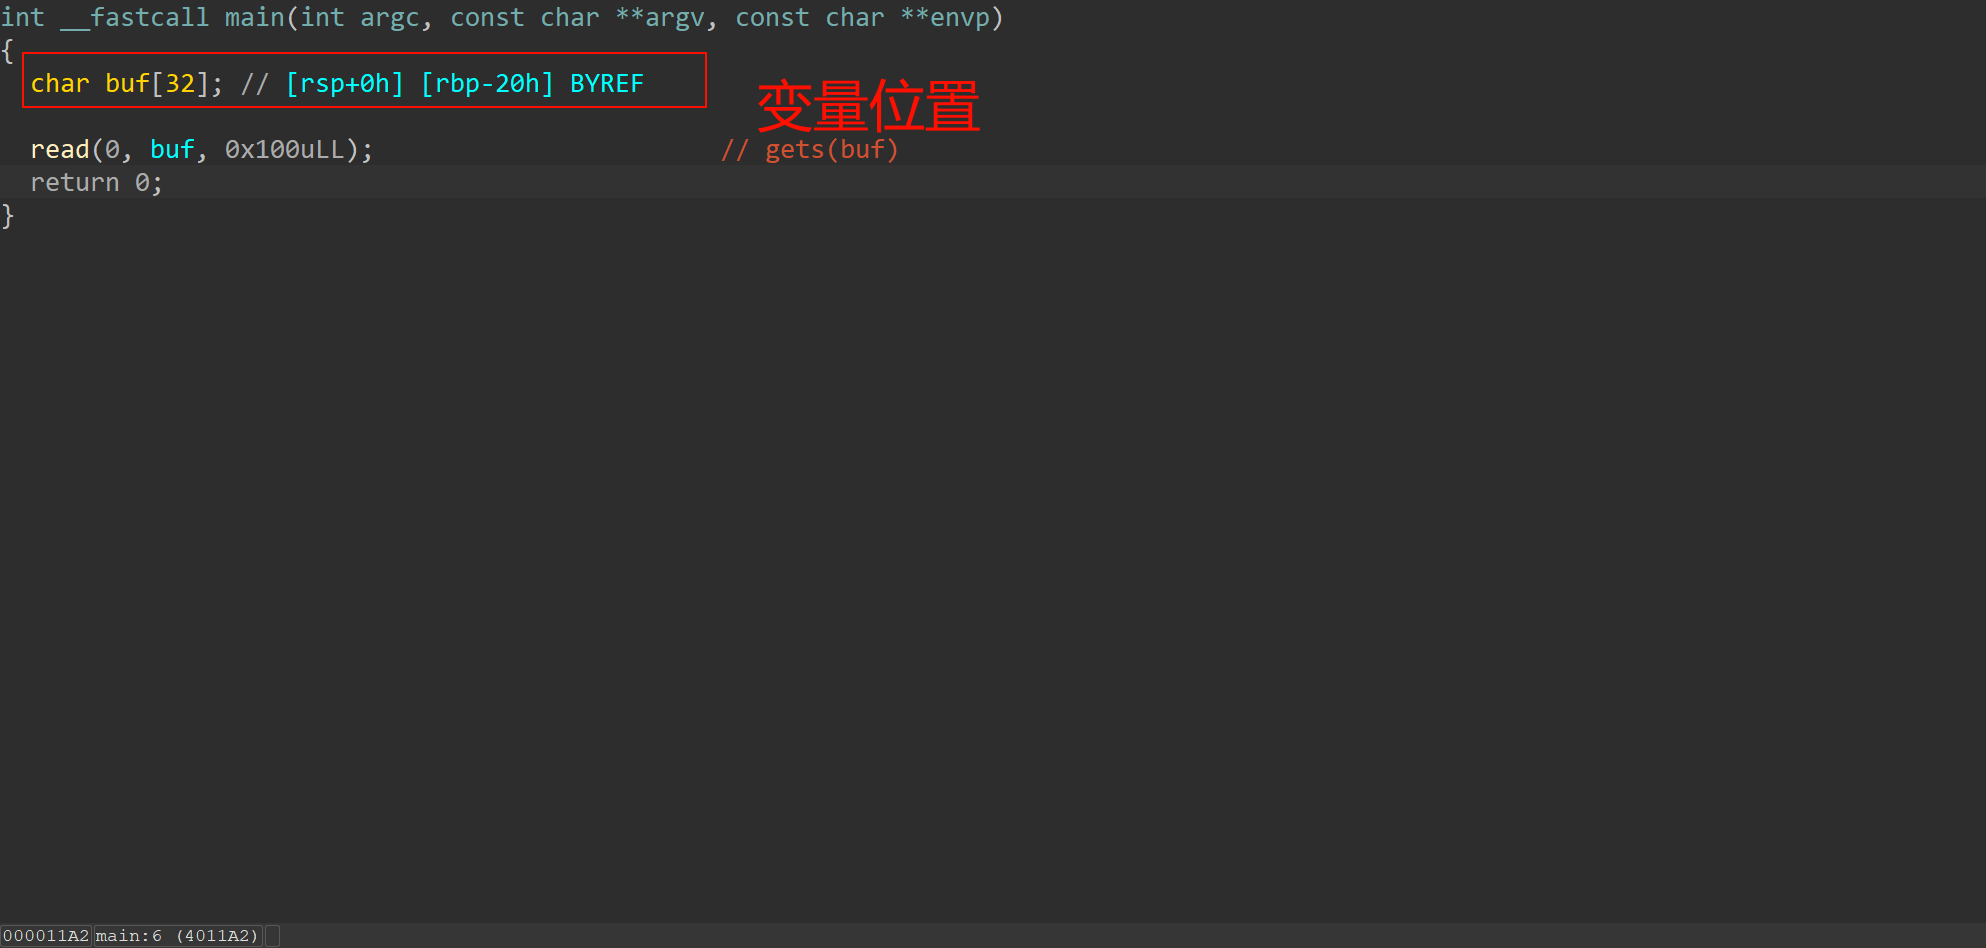 int __fastcall main(int argc, const char **argv, const char **envp)
{
char buf[32]; // [rsp+0h] [rbp-20h] BYREF
变量位置
read(0, buf, 0x100uLL); // gets(buf)
return 0;
}
000011A2 main:6 (4011A2)